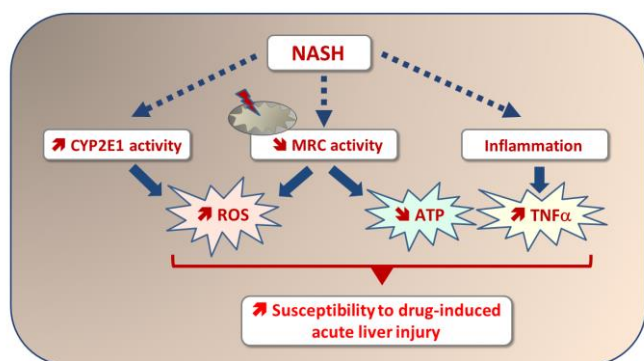 NASH
↗ CYP2E1 activity
↘ MRC activity
Inflammation
↗ ROS
↘ ATP
↗ TNFα
↗ Susceptibility to drug-induced
acute liver injury